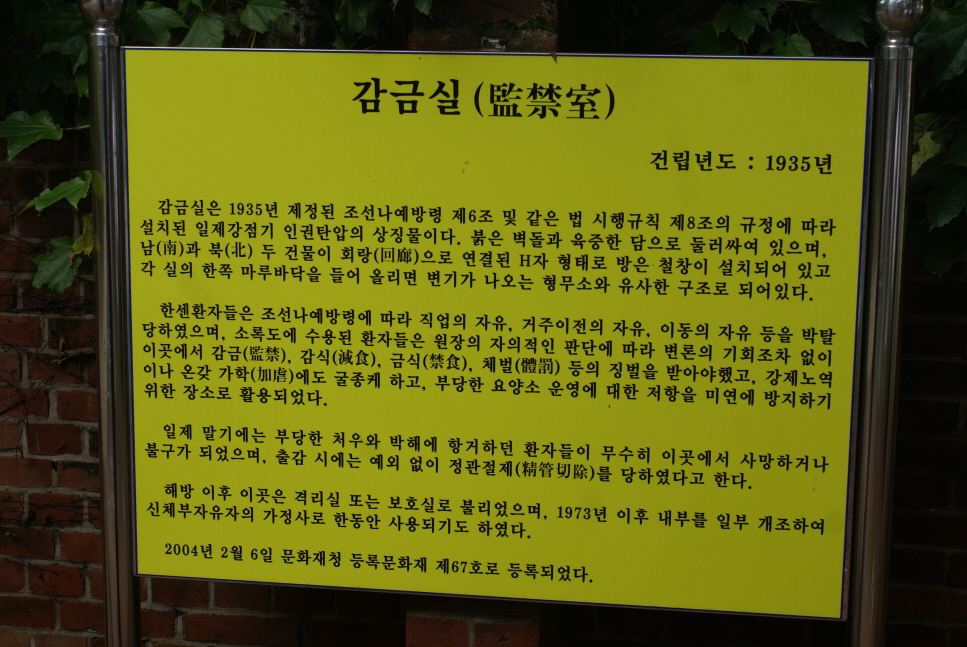 감금실(監禁室)
건립년도 : 1935년
감금실은 1935년 제정된 조선나예방령 제6조 및 같은 법 시행규칙 제8조의 규정에 따라
설치된 일제강점기 인권탄압의 상징물이다. 붉은 벽돌과 육중한 담으로 둘러싸여 있으며,
남(南)과 북(北) 두 건물이 회랑(回廊)으로 연결된 H자 형태로 방은 철창이 설치되어 있고
각 실의 한쪽 마루바닥을 들어 올리면 변기가 나오는 형무소와 유사한 구조로 되어있다.
한센환자들은 조선나예방령에 따라 직업의 자유, 거주이전의 자유, 이동의 자유 등을 박탈
당하였으며, 소록도에 수용된 환자들은 원장의 자의적인 판단에 따라 변론의 기회조차 없이
이곳에서 감금(監禁), 감식(減食), 금식(禁食), 체벌(體罰) 등의 징벌을 받아야했고, 강제노역
이나 온갖 가학(加虐)에도 굴종케 하고, 부당한 요양소 운영에 대한 저항을 미연에 방지하기
위한 장소로 활용되었다.
일제 말기에는 부당한 처우와 박해에 항거하던 환자들이 무수히 이곳에서 사망하거나
불구가 되었으며, 출감 시에는 예외 없이 정관절제(精管切除)를 당하였다고 한다.
해방 이후 이곳은 격리실 또는 보호실로 불리었으며, 1973년 이후 내부를 일부 개조하여
신체부자유자의 가정사로 한동안 사용되기도 하였다.
2004년 2월 6일 문화재청 등록문화재 제67호로 등록되었다.